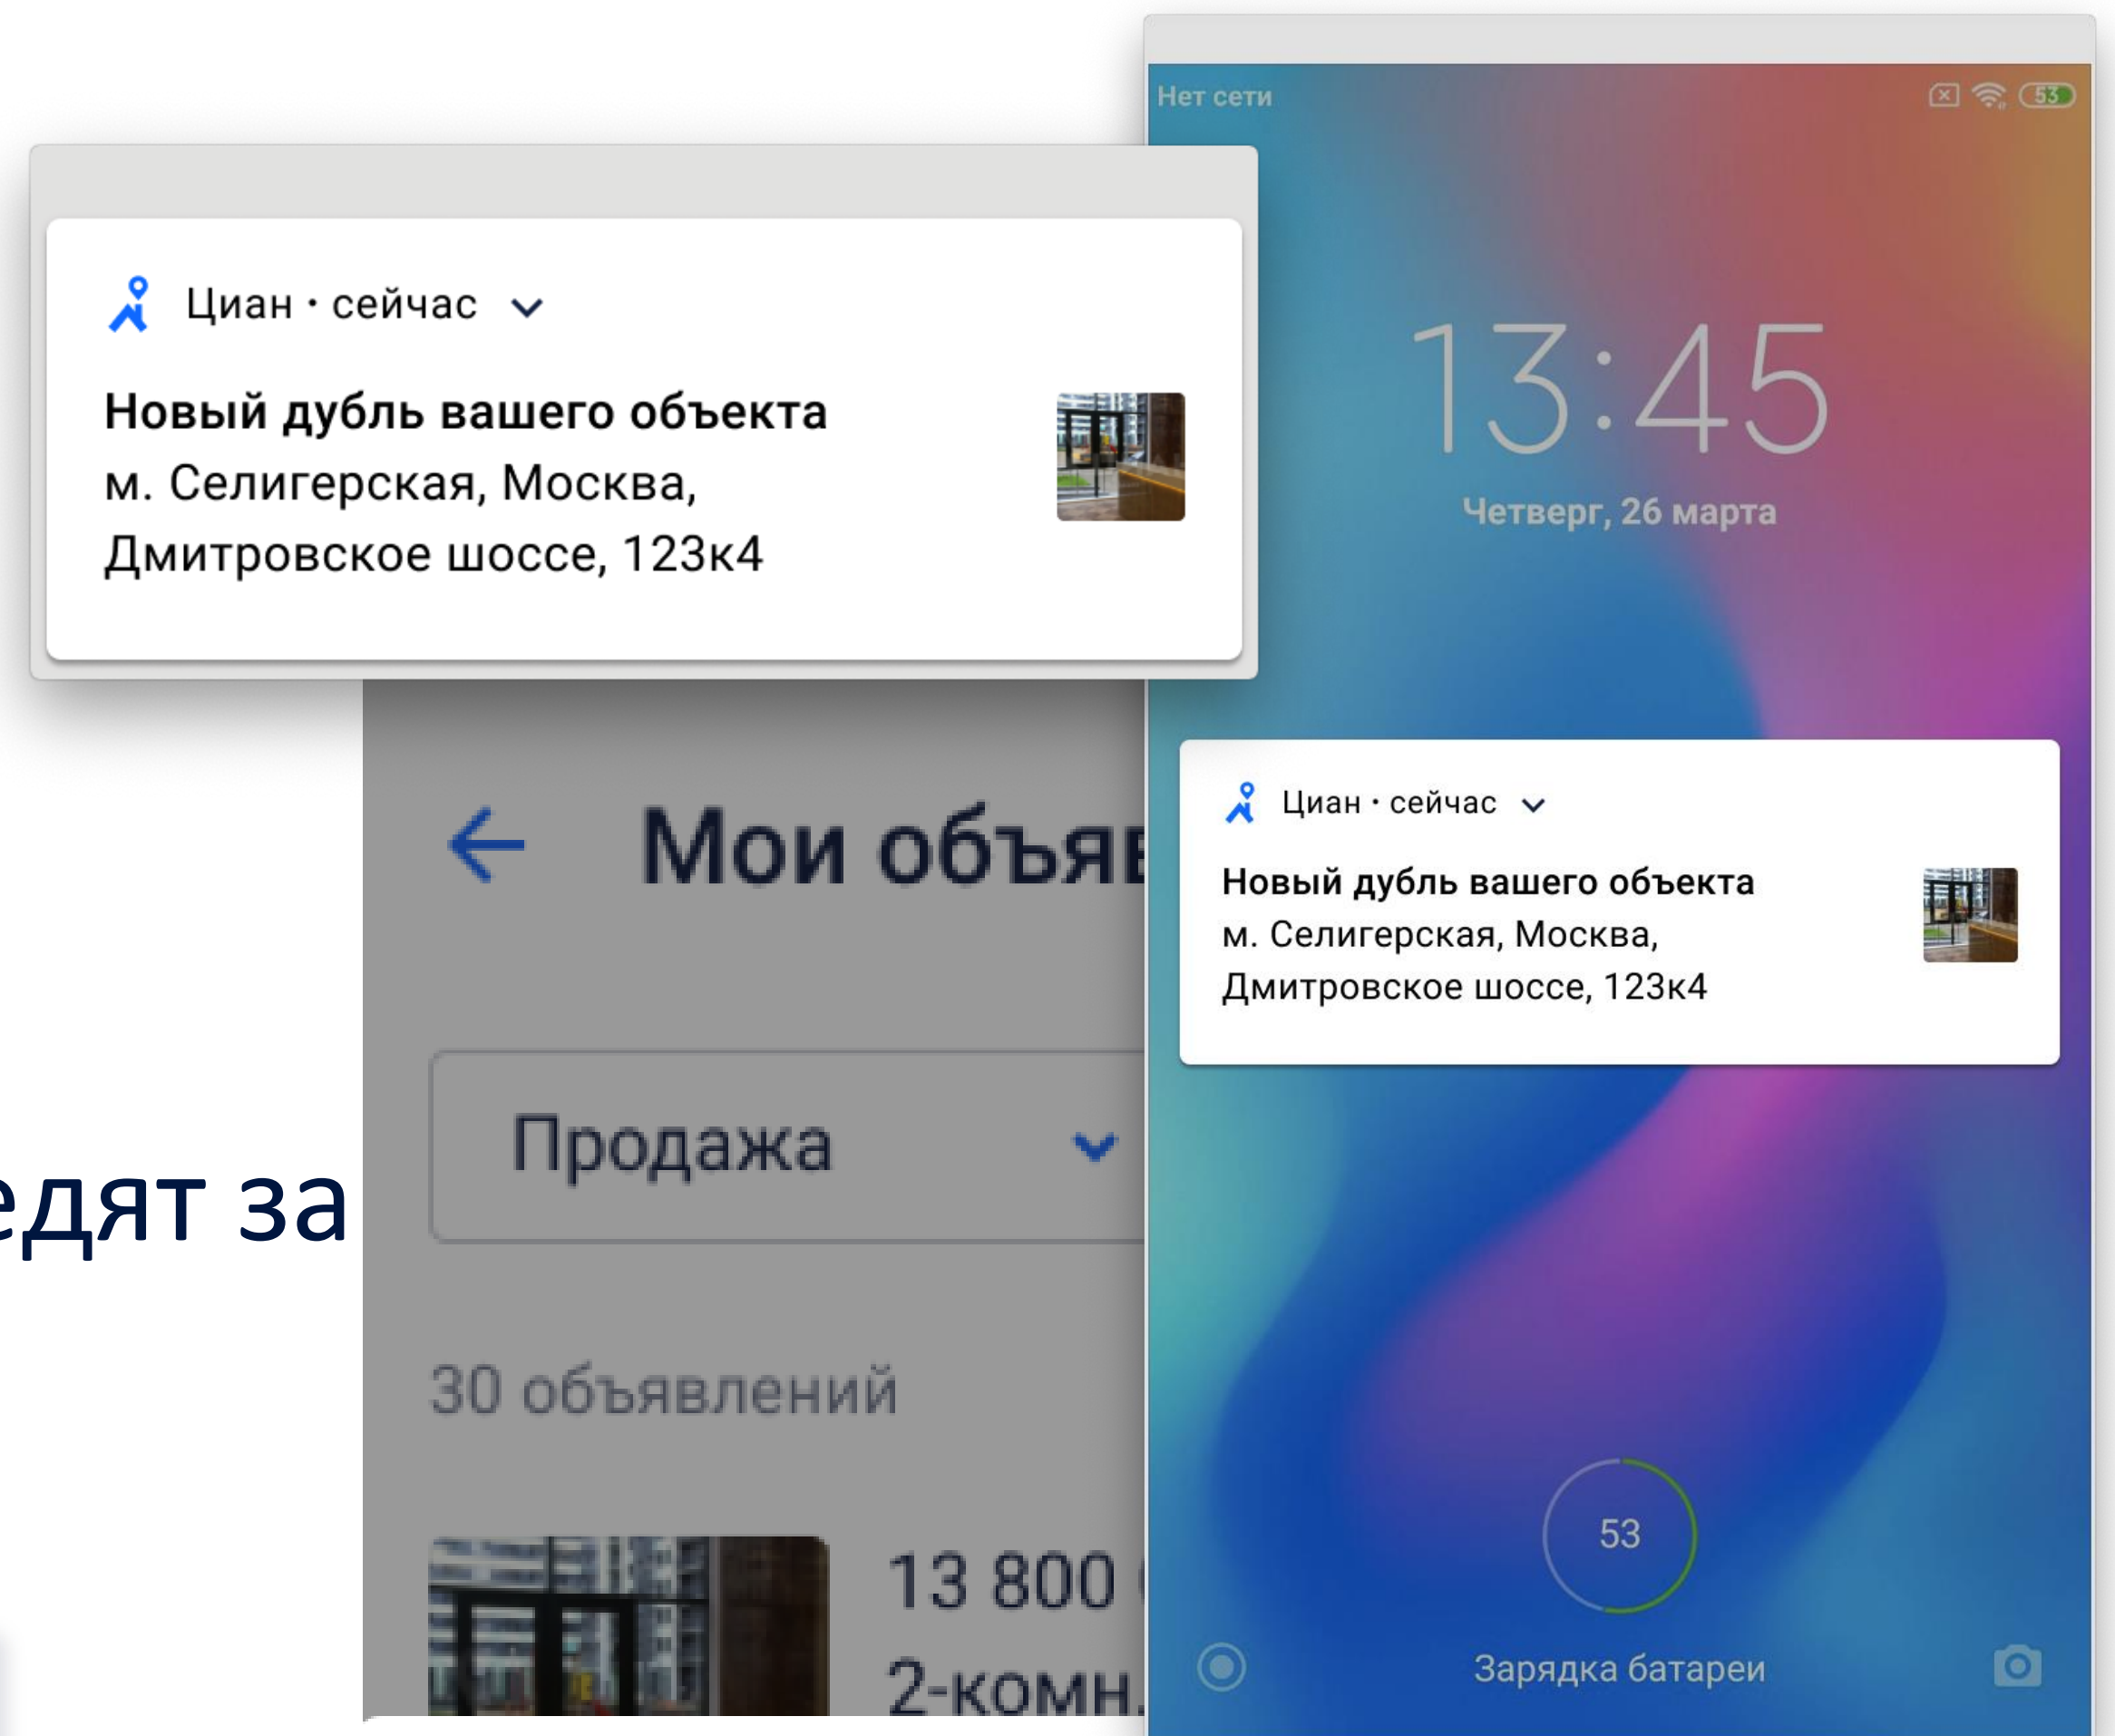 Нет сети
53
Циан · сейчас
Новый дубль вашего объекта
м. Селигерская, Москва,
Дмитровское шоссе, 123к4
13:45
Четверг, 26 марта
Мои
Циан · сейчас
Новый дубль вашего объекта
м. Селигерская, Москва,
Дмитровское шоссе, 123к4
Продажа
за
30 объявлений
13 800
2-комн.
53
Зарядка батареи